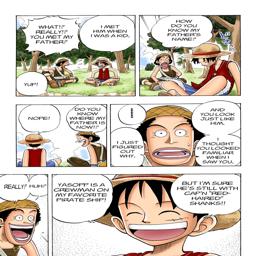 HOW
DO YOU
KNOW MY
FATHER'S
NAME?
I MET
HIM WHEN
I WAS A KID.
WHAT!?
REALLY!?
YOU MET MY
FATHER?
YUP!
AND
YOU LOOK
JUST LIKE
HIM.
THOUGHT
YOU LOOKED
FAMILIAR
WHEN I
SAW YOU.
!
I JUST
FIGURED
OUT
WHY.
DO YOU
KNOW
WHERE MY
FATHER IS
NOW!?
NOPE!
BUT I'M SURE
HE'S STILL WITH
CAP'N "RED-
HAIRED"
SHANKS!!
YASOPP IS A
CREWMAN ON
MY FAVORITE
PIRATE SHIP!
HUH?
REALLY?